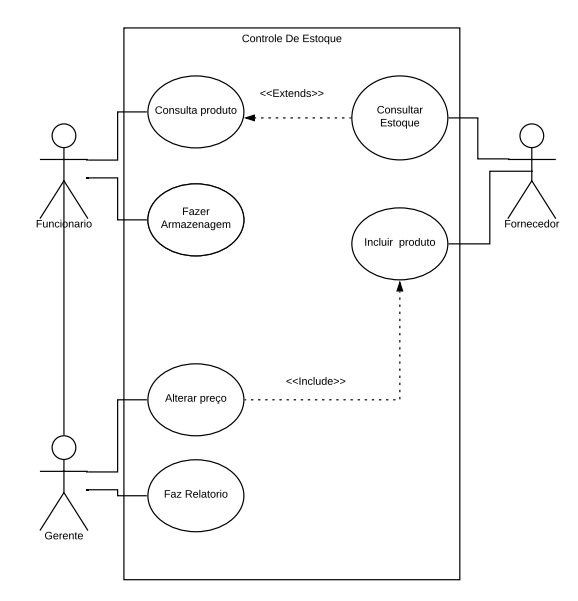 Controle De Estoque
<<Extends>>
Consulta produto
Consultar
Estoque
Fazer
Armazenagem
Funcionario
Fornecedor
Incluir produto
<<Include>>
Alterar preço
Faz Relatorio
Gerente